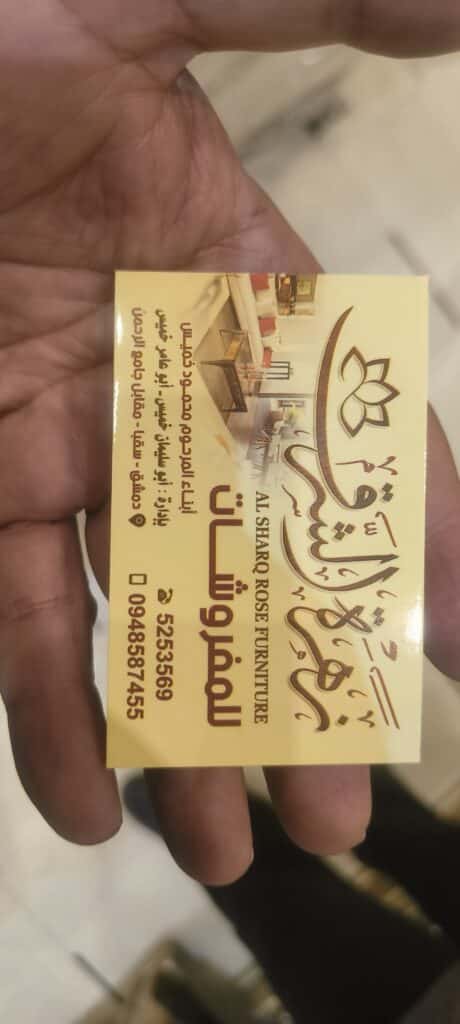 زهرة الشرق
AL SHARQ ROSE FURNITURE
للمفروشات
أبناء المرحوم محمود خميس
بإدارة : أبو سليمان خميس - أبو عامر خميس
دمشق - سقبا - مقابل جامع الرحمن
5253569
0948587455